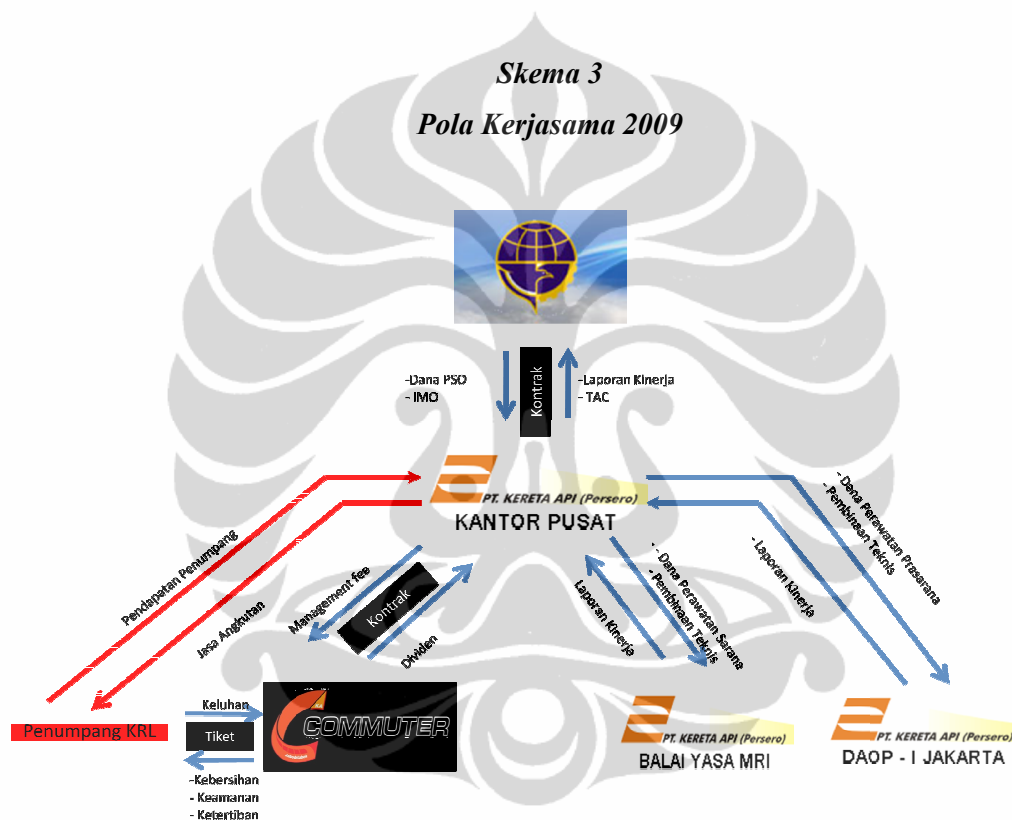 Skema 3
Pola Kerjasama 2009
-Dana PSO
- IMO
Kontrak
-Laporan Kinerja
- TAC
PT. KERETA API (Persero)
KANTOR PUSAT
Pendapatan Penumpang
Jasa Angkutan
Management fee
Kontrak
Dividen
Laporan Kinerja
- - Dana Perawatan Sarana
- Pembinaan Teknis
- Laporan Kinerja
- Dana Perawatan Prasarana
- Pembinaan Teknis
Penumpang KRL
Keluhan
Tiket
-Kebersihan
- Keamanan
- Ketertiban
COMMUTER
PT. KERETA API (Persero)
BALAI YASA MRI
PT. KERETA API (Persero)
DAOP - I JAKARTA